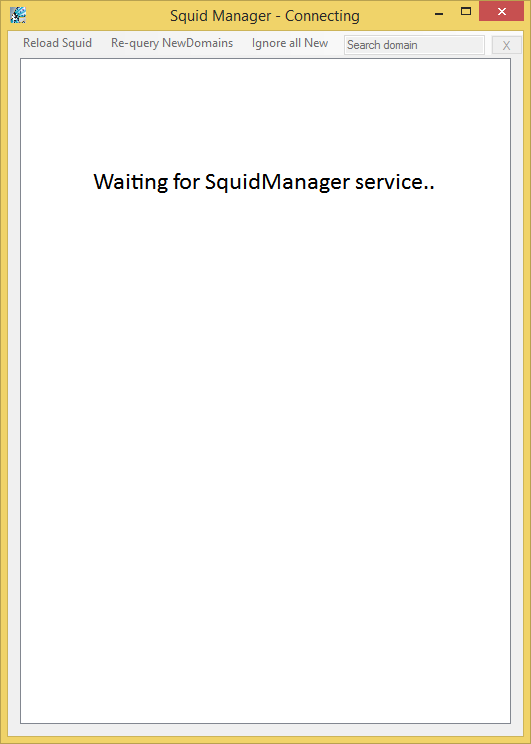 Squid Manager - Connecting
Reload Squid Re-query NewDomains Ignore all New Search domain X
Waiting for SquidManager service..